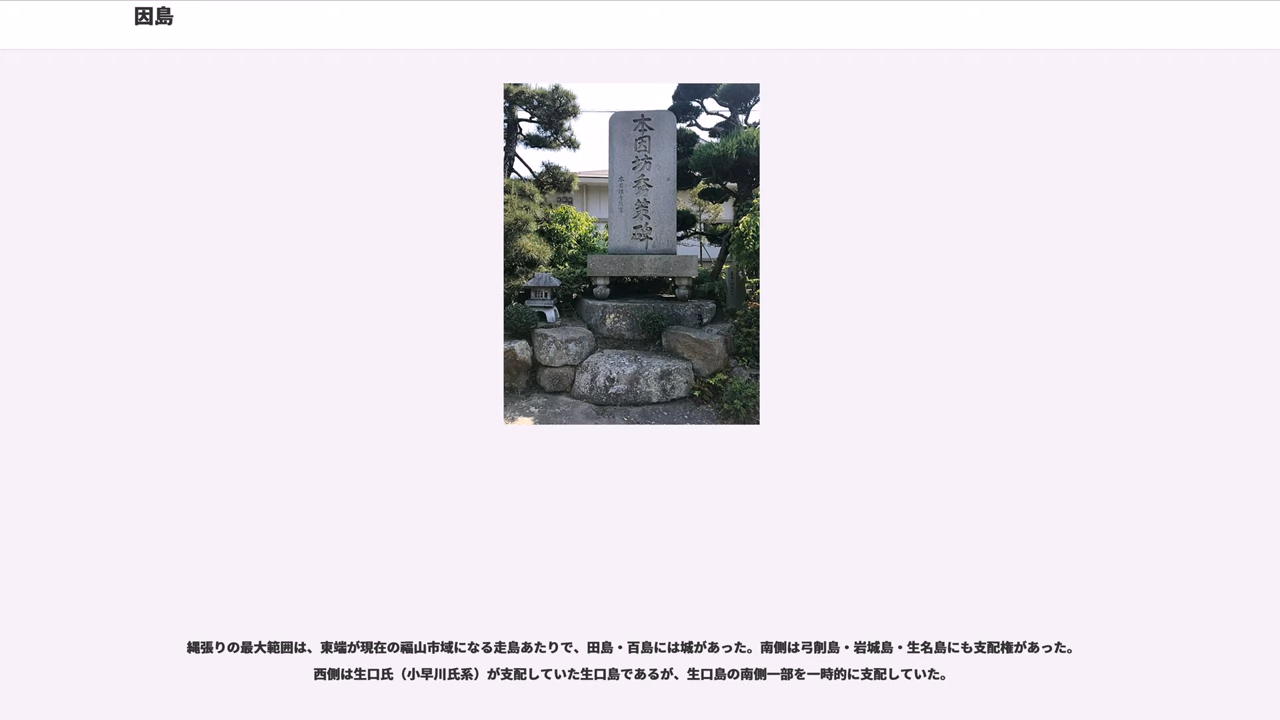 因島
本因坊秀策碑
縄張りの最大範囲は、東端が現在の福山市域になる走島あたりで、田島・百島には城があった。南側は弓削島・岩城島・生名島にも支配権があった。
西側は生口氏（小早川氏系）が支配していた生口島であるが、生口島の南側一部を一時的に支配していた。